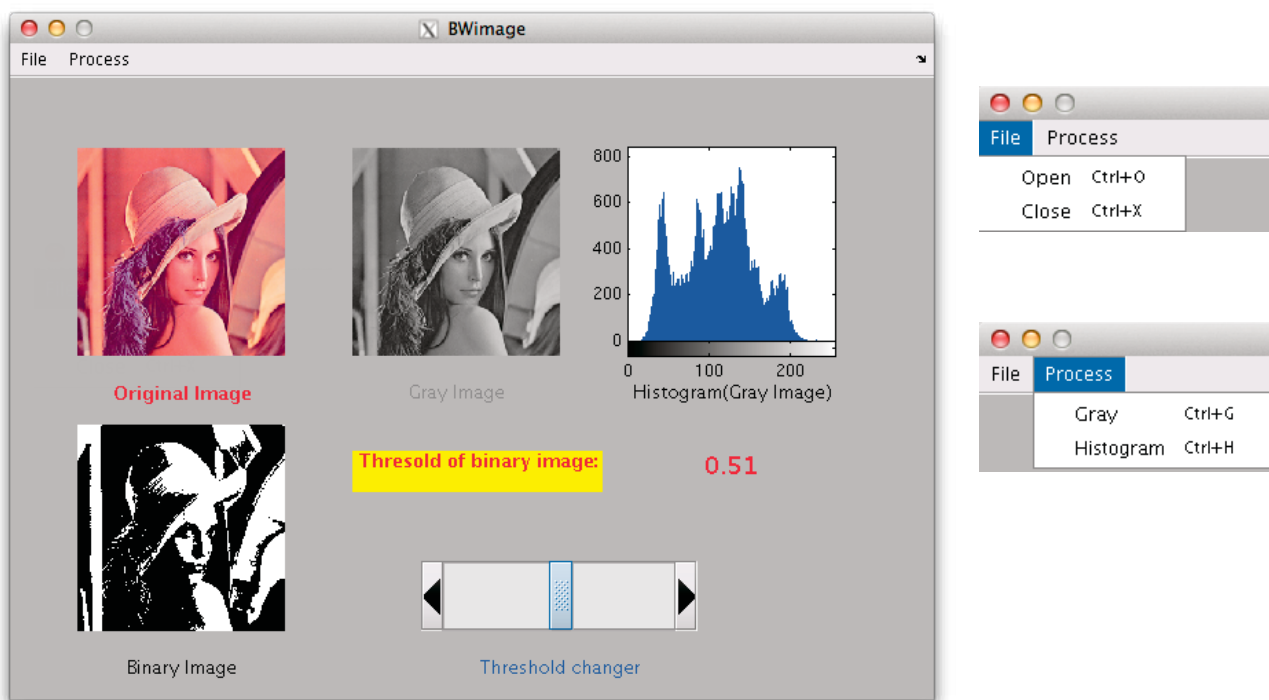 BWimage
File Process
800
600
400
200
0
0 100 200
Original Image
Gray Image
Histogram(Gray Image)
Thresold of binary image:
0.51
Binary Image
Threshold changer
File Process
Open Ctrl+O
Close Ctrl+X
File Process
Gray Ctrl+G
Histogram Ctrl+H